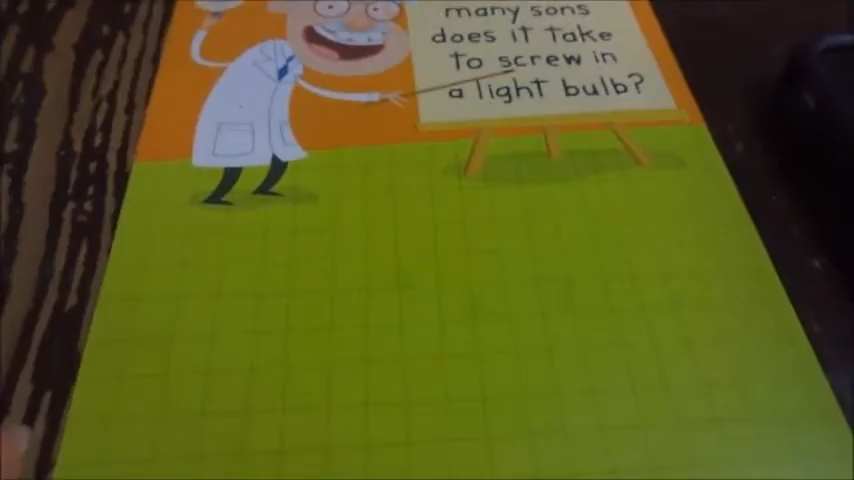 many sons
does it take
to screw in
a light bulb?